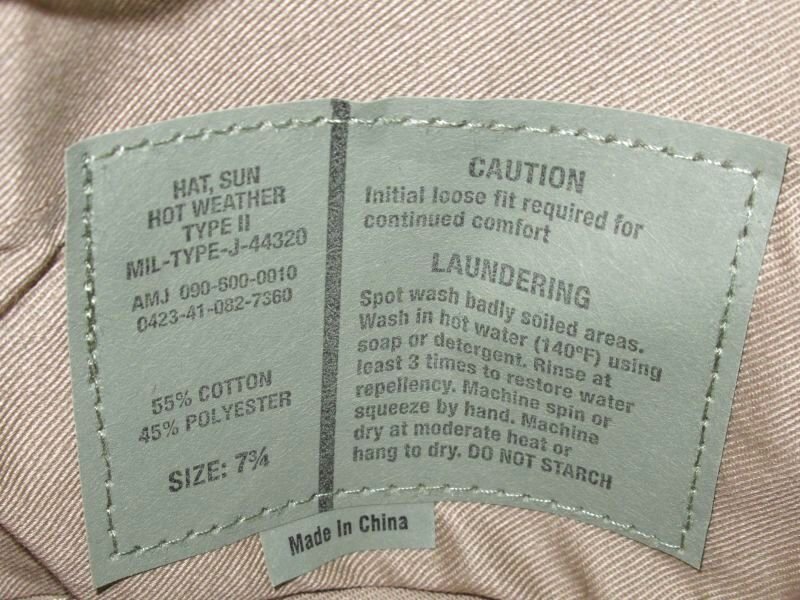 HAT, SUN
HOT WEATHER
TYPE II
MIL-TYPE-J-44320
AMJ 090-600-0010
0423-41-082-7360
55% COTTON
45% POLYESTER
SIZE: 7¾
CAUTION
Initial loose fit required for
continued comfort
LAUNDERING
Spot wash badly soiled areas.
Wash in hot water (140°F) using
soap or detergent. Rinse at
least 3 times to restore water
repellency. Machine spin or
squeeze by hand. Machine
dry at moderate heat or
hang to dry. DO NOT STARCH
Made In China